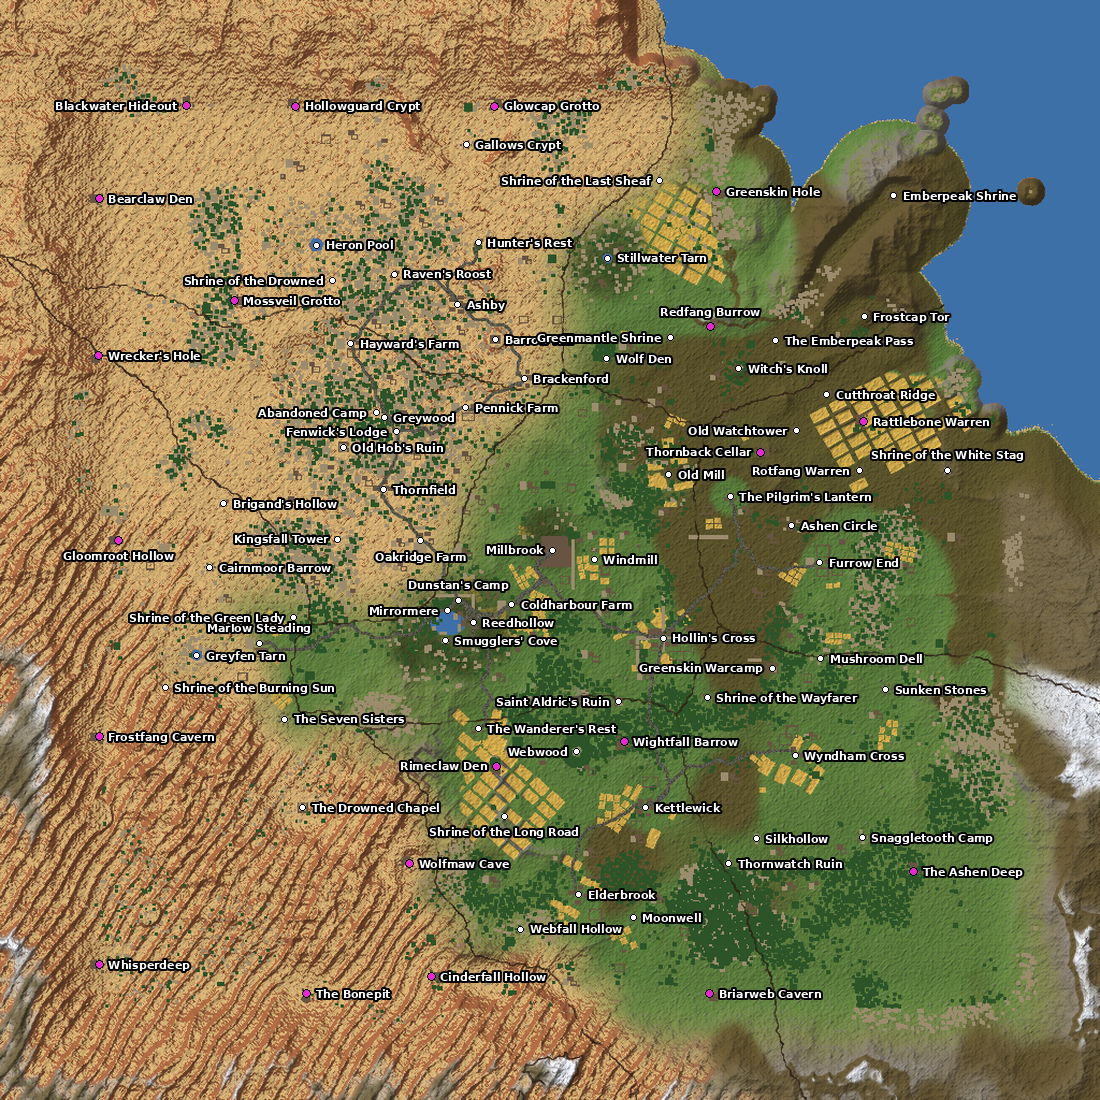 Blackwater Hideout
Hollowguard Crypt
Glowcap Grotto
Gallows Crypt
Shrine of the Last Sheaf
Greenskin Hole
Emberpeak Shrine
Bearclaw Den
Heron Pool
Hunter's Rest
Stillwater Tarn
Shrine of the Drowned
Raven's Roost
Mossveil Grotto
Ashby
Redfang Burrow
Frostcap Tor
Hayward's Farm
Greenmantle Shrine
The Emberpeak Pass
Wrecker's Hole
Wolf Den
Witch's Knoll
Brackenford
Cutthroat Ridge
Abandoned Camp
Greywood
Pennick Farm
Rattlebone Warren
Fenwick's Lodge
Old Watchtower
Old Hob's Ruin
Thornback Cellar
Shrine of the White Stag
Rotfang Warren
Old Mill
Thornfield
The Pilgrim's Lantern
Brigand's Hollow
Ashen Circle
Kingsfall Tower
Gloomroot Hollow
Oakridge Farm
Millbrook
Windmill
Furrow End
Cairnmoor Barrow
Dunstan's Camp
Coldharbour Farm
Mirrormere
Shrine of the Green Lady
Reedhollow
Marlow Steading
Smugglers' Cove
Hollin's Cross
Greyfen Tarn
Mushroom Dell
Greenskin Warcamp
Shrine of the Burning Sun
Sunken Stones
Saint Aldric's Ruin
Shrine of the Wayfarer
The Seven Sisters
The Wanderer's Rest
Frostfang Cavern
Wightfall Barrow
Webwood
Wyndham Cross
Rimeclaw Den
The Drowned Chapel
Kettlewick
Shrine of the Long Road
Silkhollow
Snaggletooth Camp
Wolfmaw Cave
Thornwatch Ruin
The Ashen Deep
Elderbrook
Moonwell
Webfall Hollow
Whisperdeep
Cinderfall Hollow
The Bonepit
Briarweb Cavern